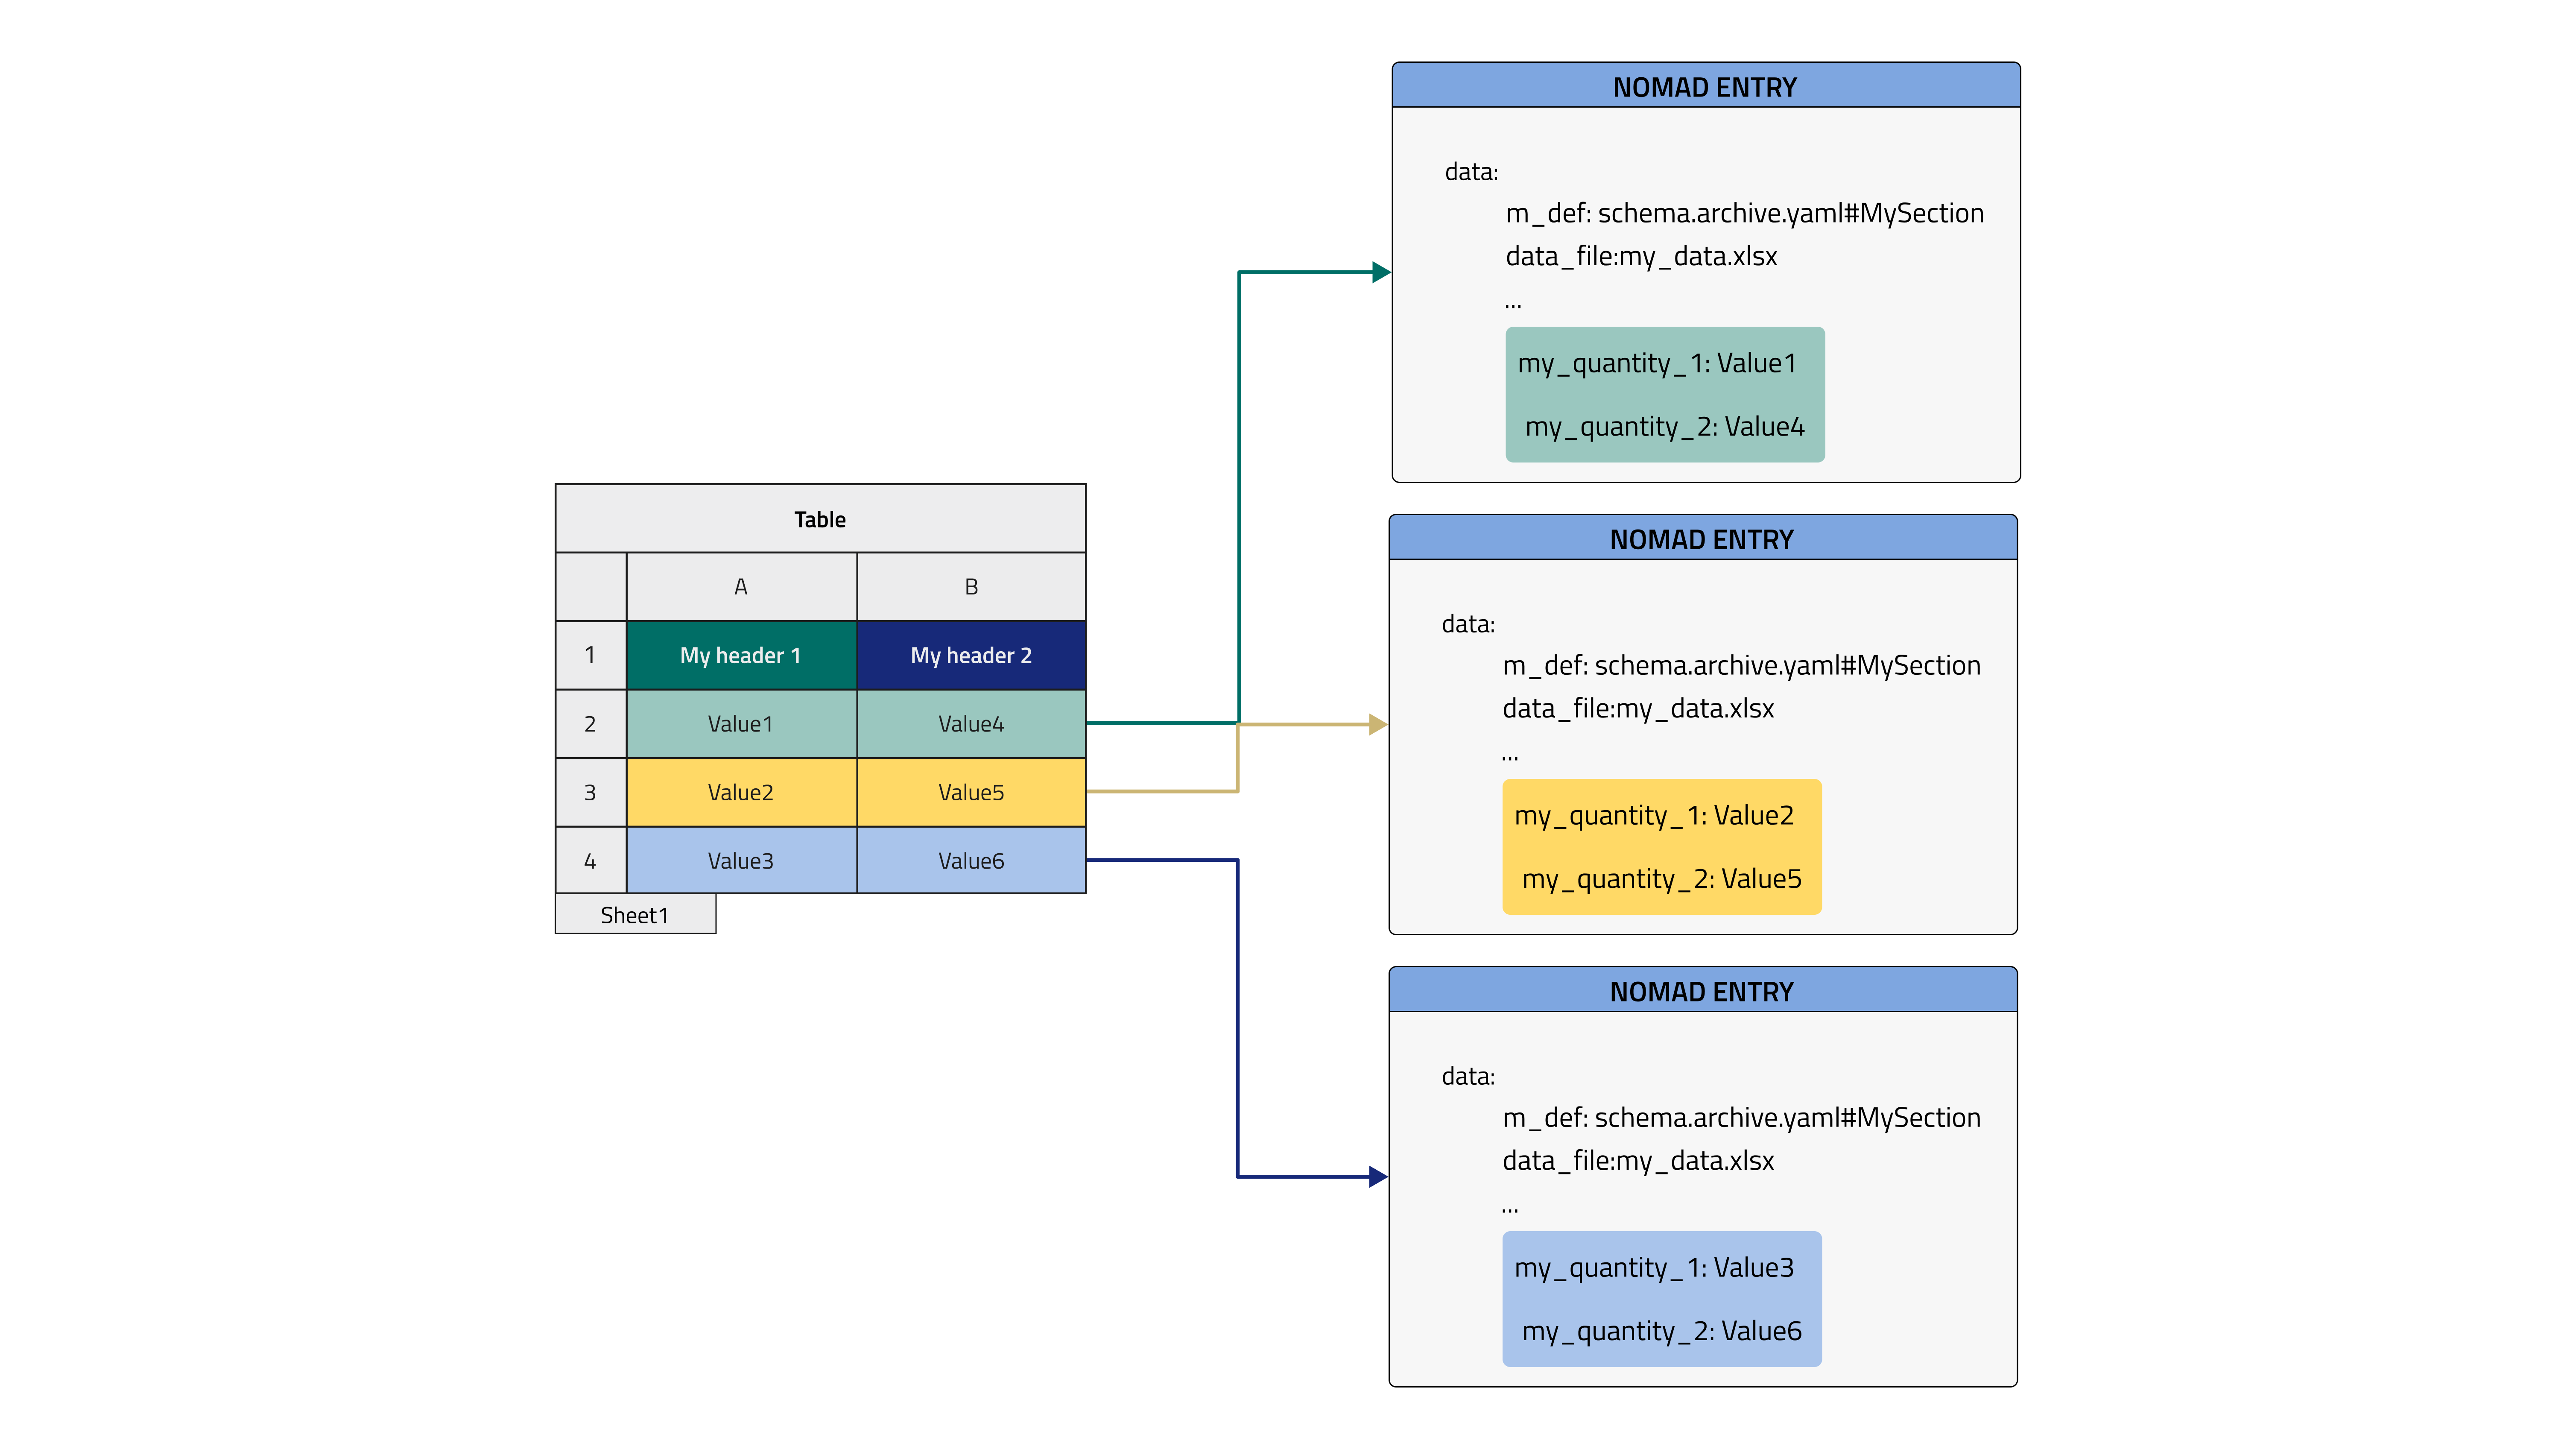 Table
A B
1 My header 1 My header 2
2 Value1 Value4
3 Value2 Value5
4 Value3 Value6
Sheet1
NOMAD ENTRY
data:
m_def: schema.archive.yaml#MySection
data_file:my_data.xlsx
...
my_quantity_1: Value1
my_quantity_2: Value4
NOMAD ENTRY
data:
m_def: schema.archive.yaml#MySection
data_file:my_data.xlsx
...
my_quantity_1: Value2
my_quantity_2: Value5
NOMAD ENTRY
data:
m_def: schema.archive.yaml#MySection
data_file:my_data.xlsx
...
my_quantity_1: Value3
my_quantity_2: Value6